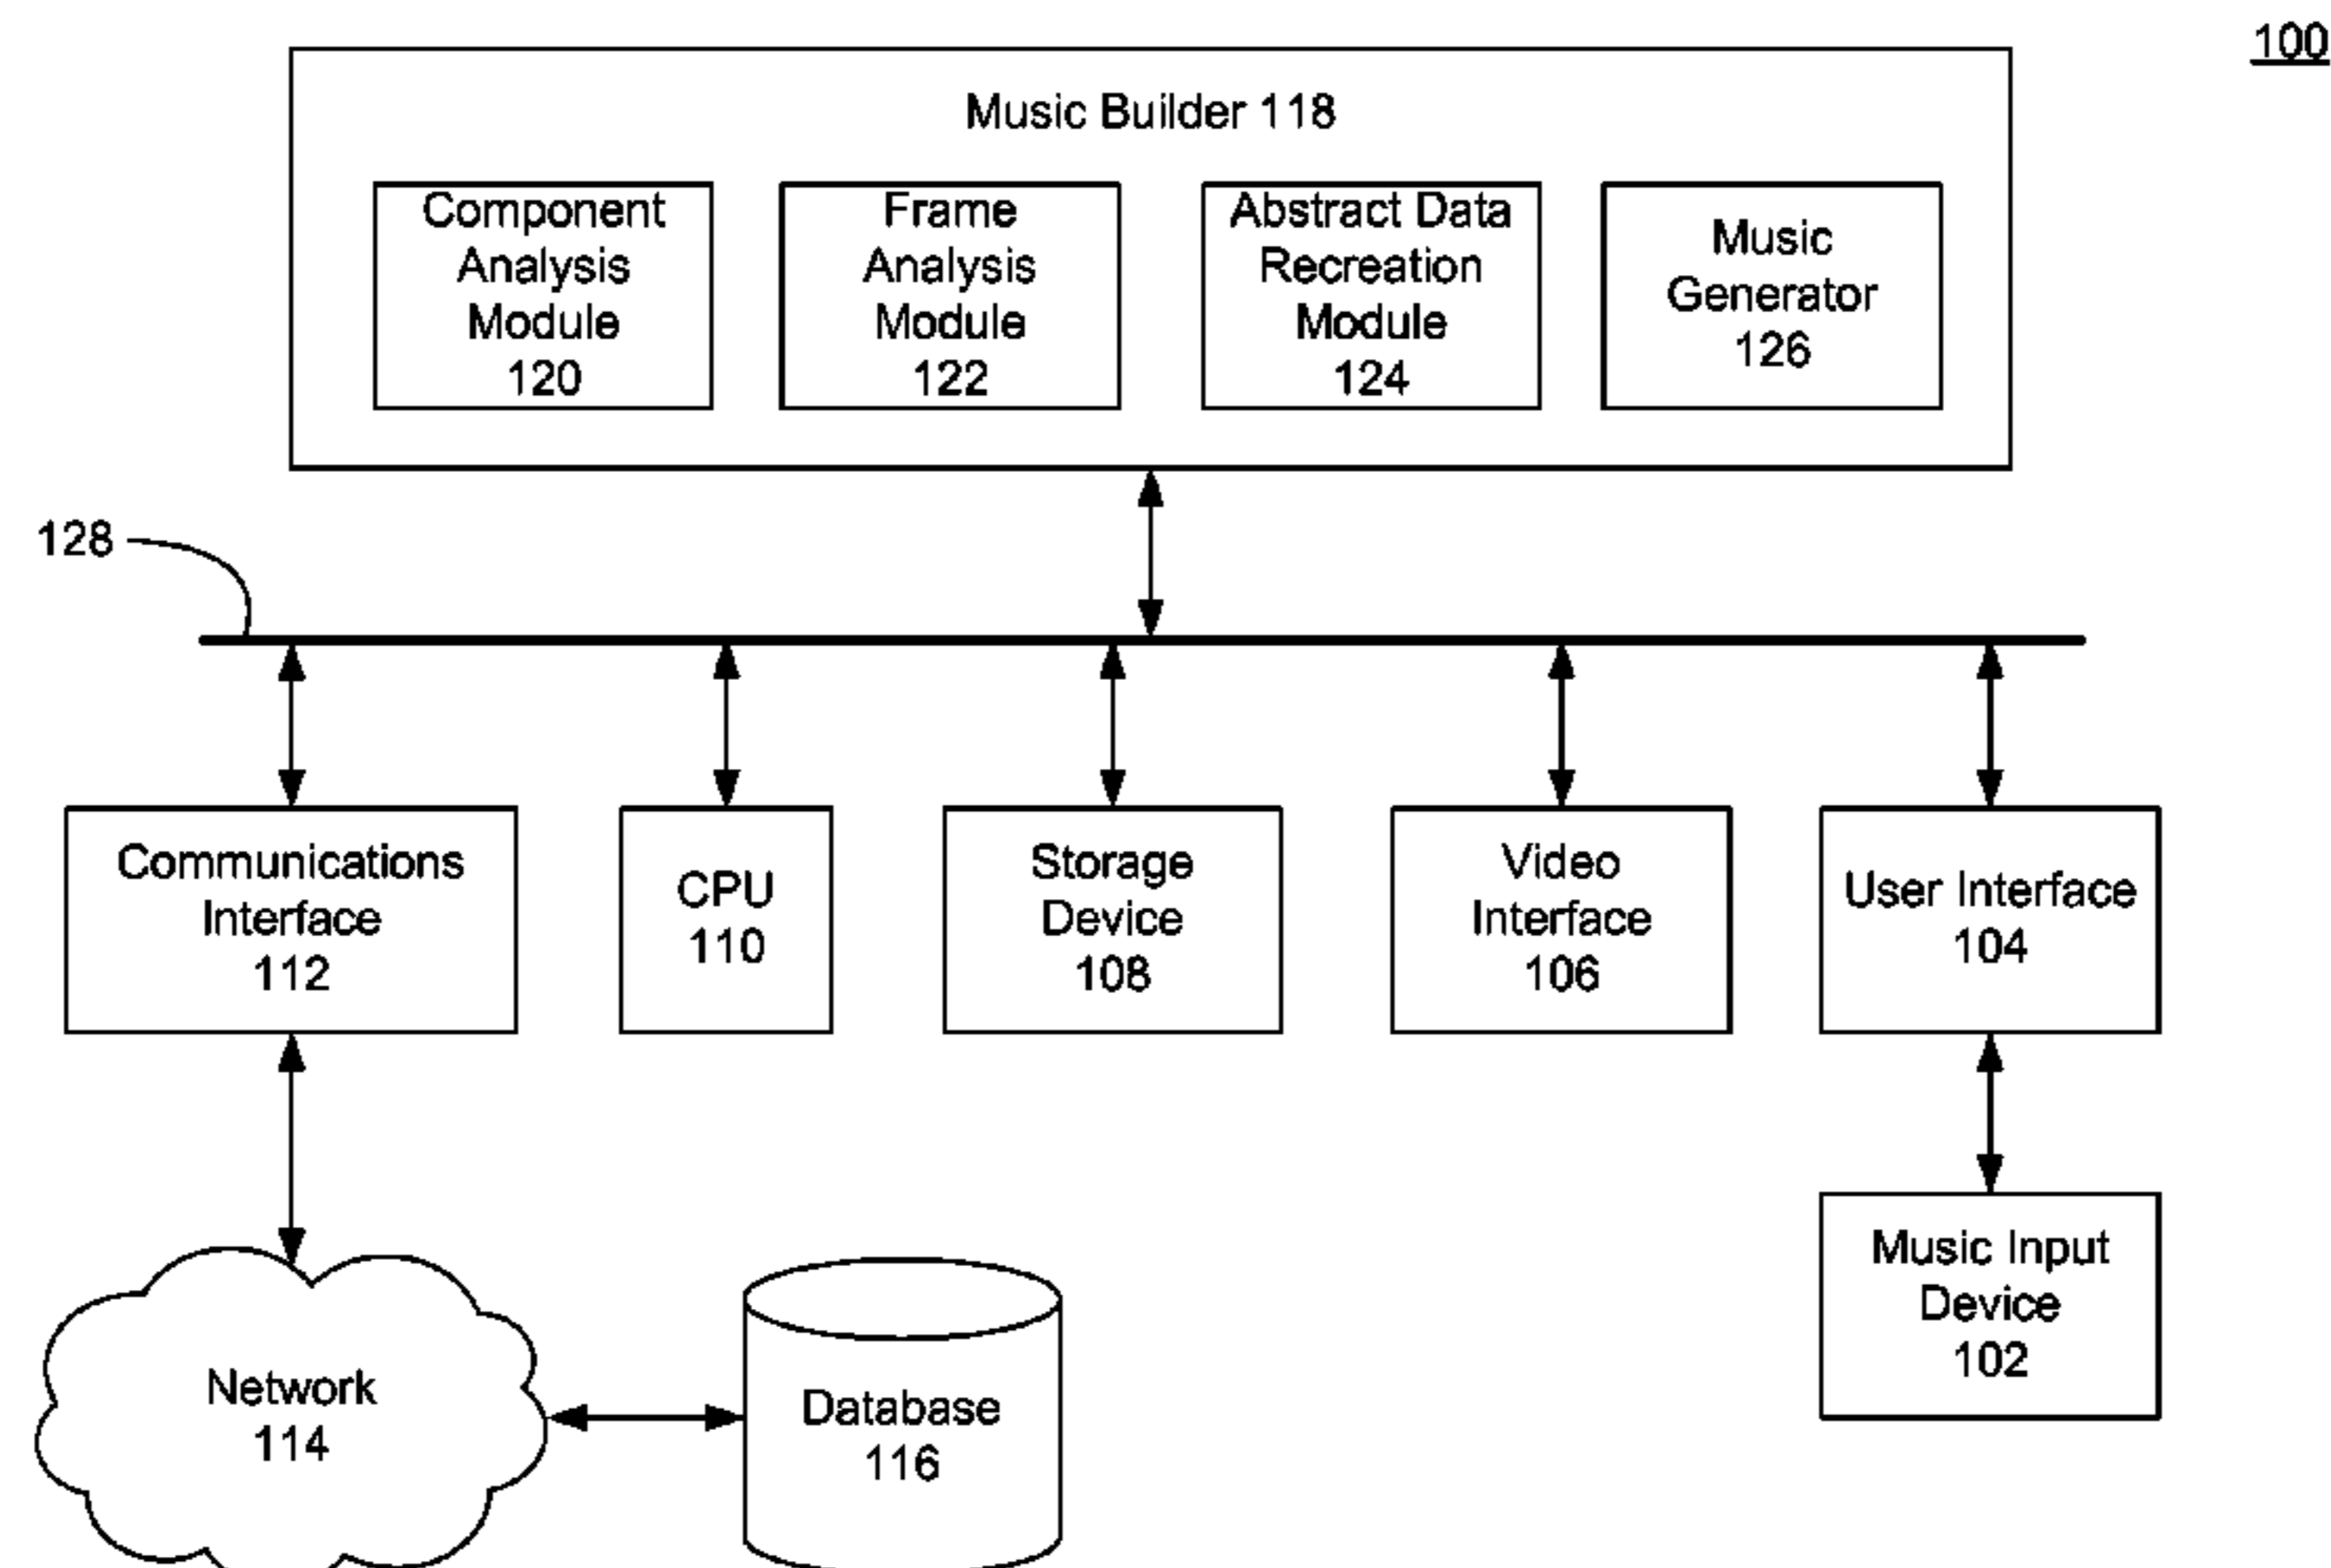 100
Music Builder 118
Component
Analysis
Module
120
Frame
Analysis
Module
122
Abstract Data
Recreation
Module
124
Music
Generator
126
128
Communications
Interface
112
CPU
110
Storage
Device
108
Video
Interface
106
User Interface
104
Music Input
Device
102
Network
114
Database
116